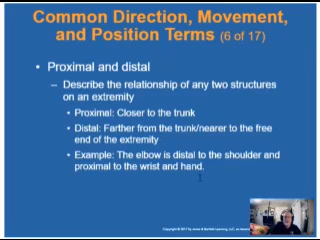 Common Direction, Movement,
and Position Terms (6 of 17)
• Proximal and distal
– Describe the relationship of any two structures
on an extremity
• Proximal: Closer to the trunk
• Distal: Farther from the trunk/nearer to the free
end of the extremity
• Example: The elbow is distal to the shoulder and
proximal to the wrist and hand.
Copyright © 2017 by Jones & Bartlett Learning, LLC, an Ascend